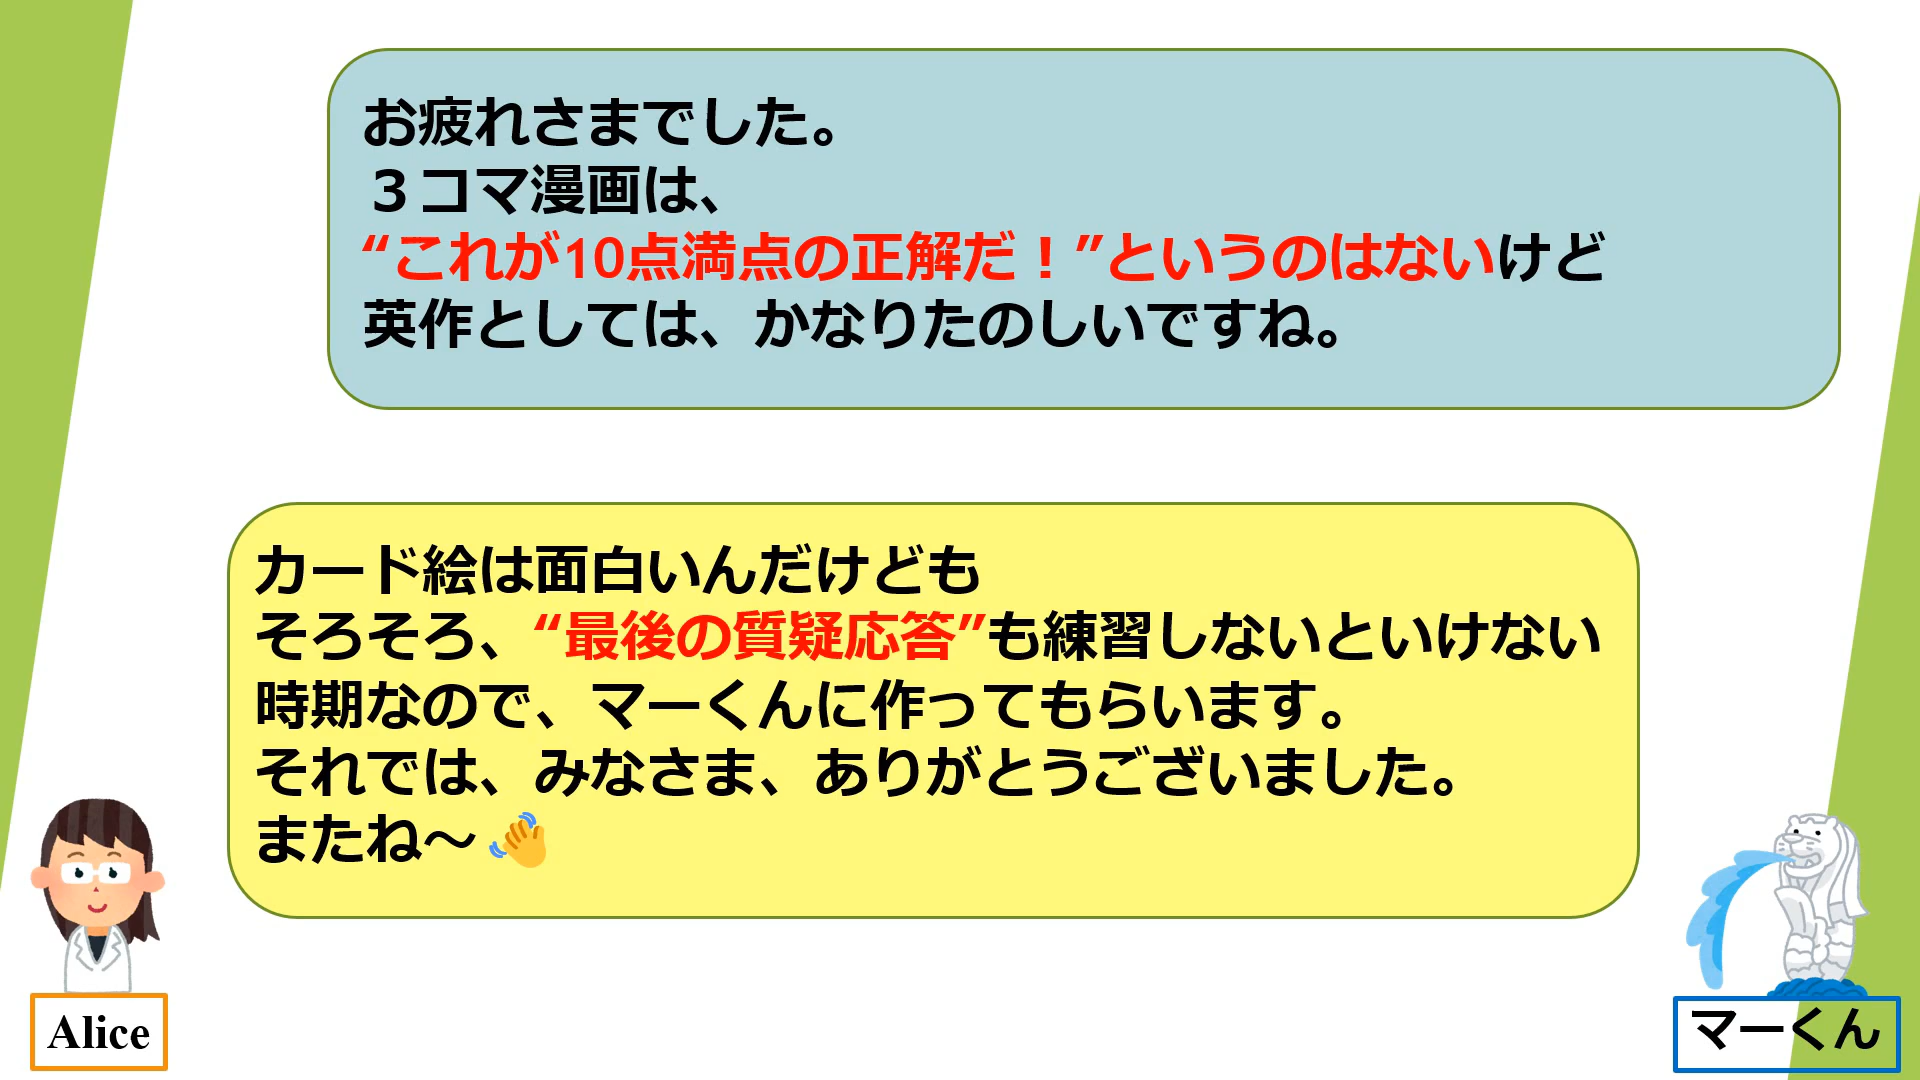 お疲れさまでした。
３コマ漫画は、
“これが10点満点の正解だ！”というのはないけど
英作としては、かなりたのしいですね。
カード絵は面白いんだけども
そろそろ、“最後の質疑応答”も練習しないといけない
時期なので、マーくんに作ってもらいます。
それでは、みなさま、ありがとうございました。
またね～👋
Alice
マーくん